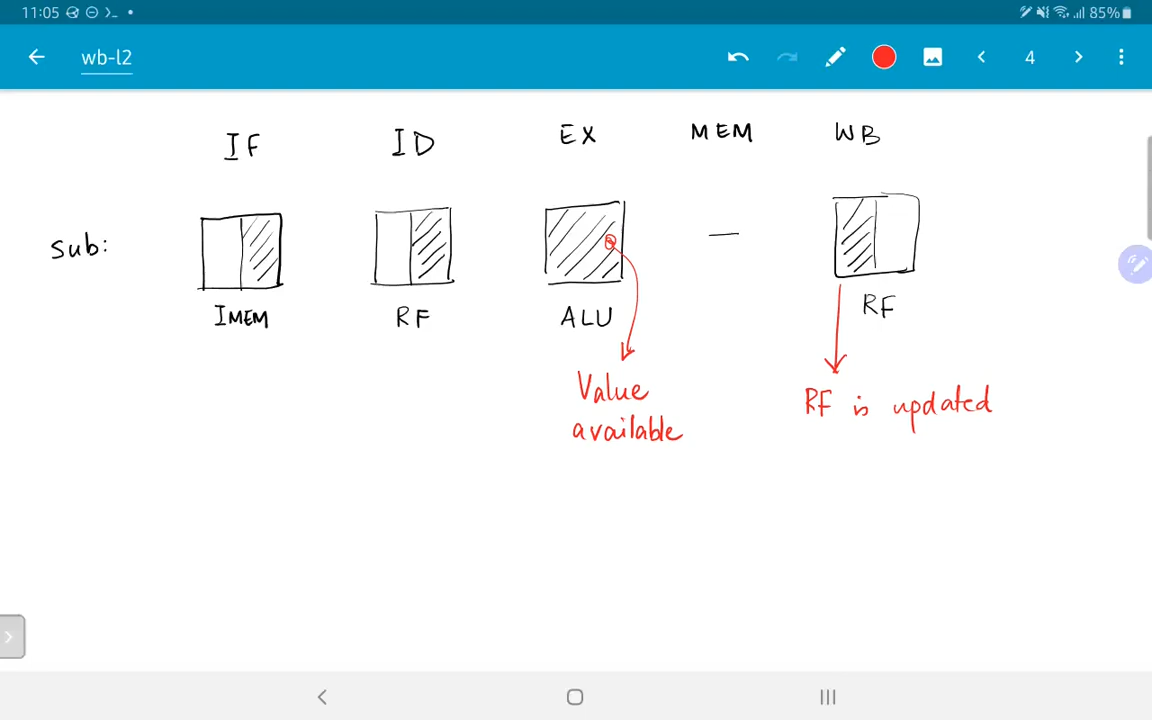 11:05 85%
wb-l2 4
IF ID EX MEM WB
Sub:
IMEM RF ALU RF
Value
available
RF is updated